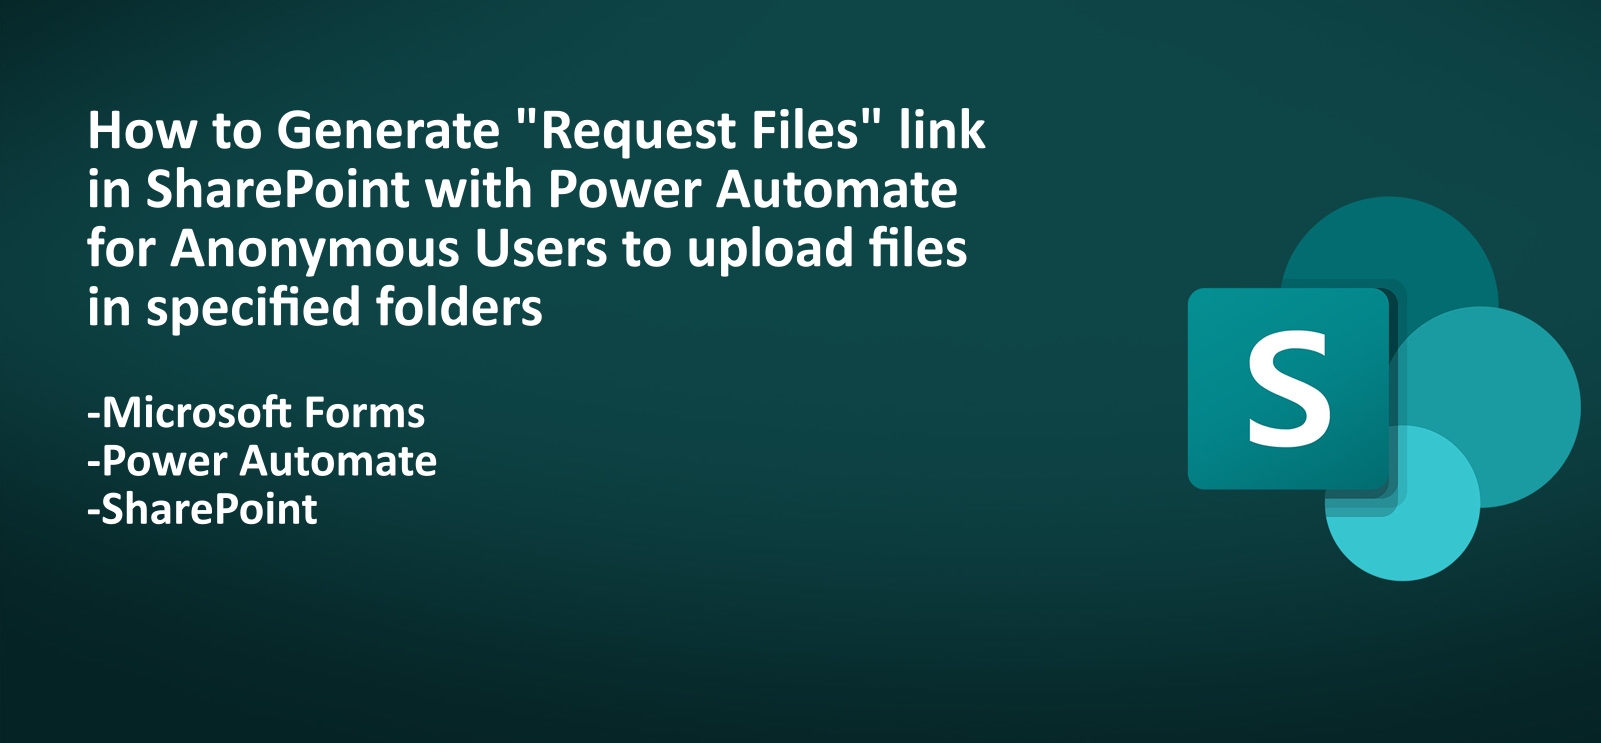 How to Generate "Request Files" link
in SharePoint with Power Automate
for Anonymous Users to upload files
in specified folders
-Microsoft Forms
-Power Automate
-SharePoint
S